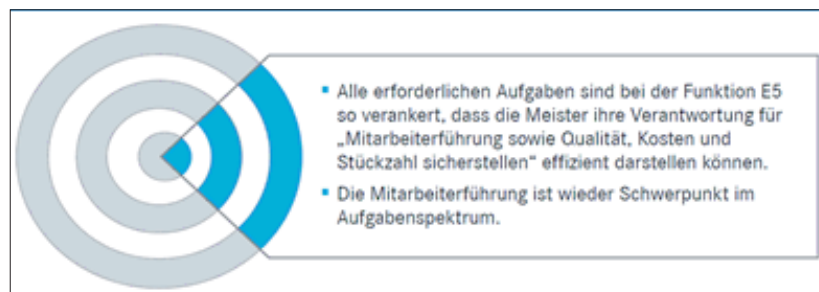 ▪ Alle erforderlichen Aufgaben sind bei der Funktion E5
so verankert, dass die Meister ihre Verantwortung für
„Mitarbeiterführung sowie Qualität, Kosten und
Stückzahl sicherstellen“ effizient darstellen können.
▪ Die Mitarbeiterführung ist wieder Schwerpunkt im
Aufgabenspektrum.